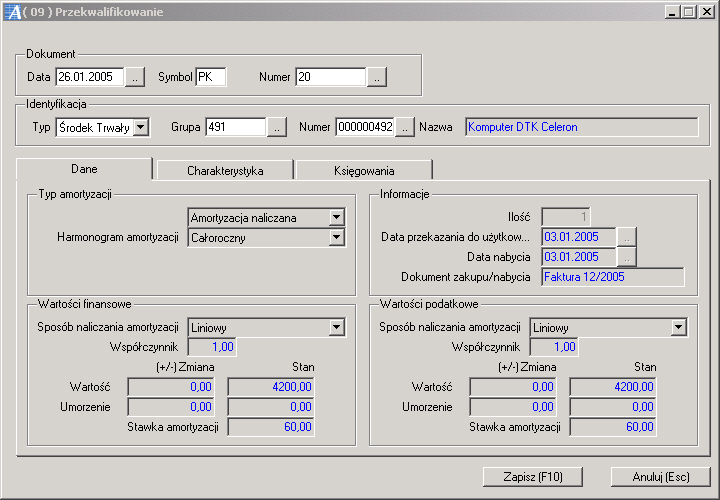 A ( 09 ) Przekwalifikowanie
Dokument
Data 26.01.2005 .. Symbol PK Numer 20 ..
Identyfikacja
Typ Środek Trwały Grupa 491 .. Numer 000000492 .. Nazwa Komputer DTK Celeron
Dane Charakterystyka Księgowania
Typ amortyzacji
Amortyzacja naliczana
Harmonogram amortyzacji Całoroczny
Informacje
Ilość 1
Data przekazania do użytkow... 03.01.2005 ..
Data nabycia 03.01.2005 ..
Dokument zakupu/nabycia Faktura 12/2005
Wartości finansowe
Sposób naliczania amortyzacji Liniowy
Współczynnik 1,00
(+/-) Zmiana Stan
Wartość 0,00 4200,00
Umorzenie 0,00 0,00
Stawka amortyzacji 60,00
Wartości podatkowe
Sposób naliczania amortyzacji Liniowy
Współczynnik 1,00
(+/-) Zmiana Stan
Wartość 0,00 4200,00
Umorzenie 0,00 0,00
Stawka amortyzacji 60,00
Zapisz (F10) Anuluj (Esc)